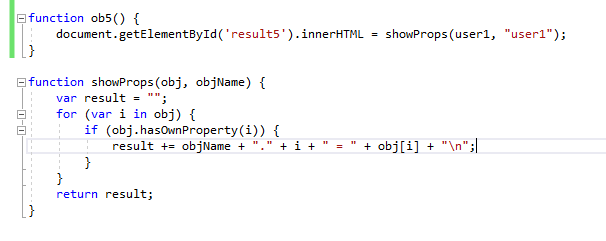 function ob5() {
    document.getElementById('result5').innerHTML = showProps(user1, "user1");
}
function showProps(obj, objName) {
    var result = "";
    for (var i in obj) {
        if (obj.hasOwnProperty(i)) {
            result += objName + "." + i + " = " + obj[i] + "\n";
        }
    }
    return result;
}